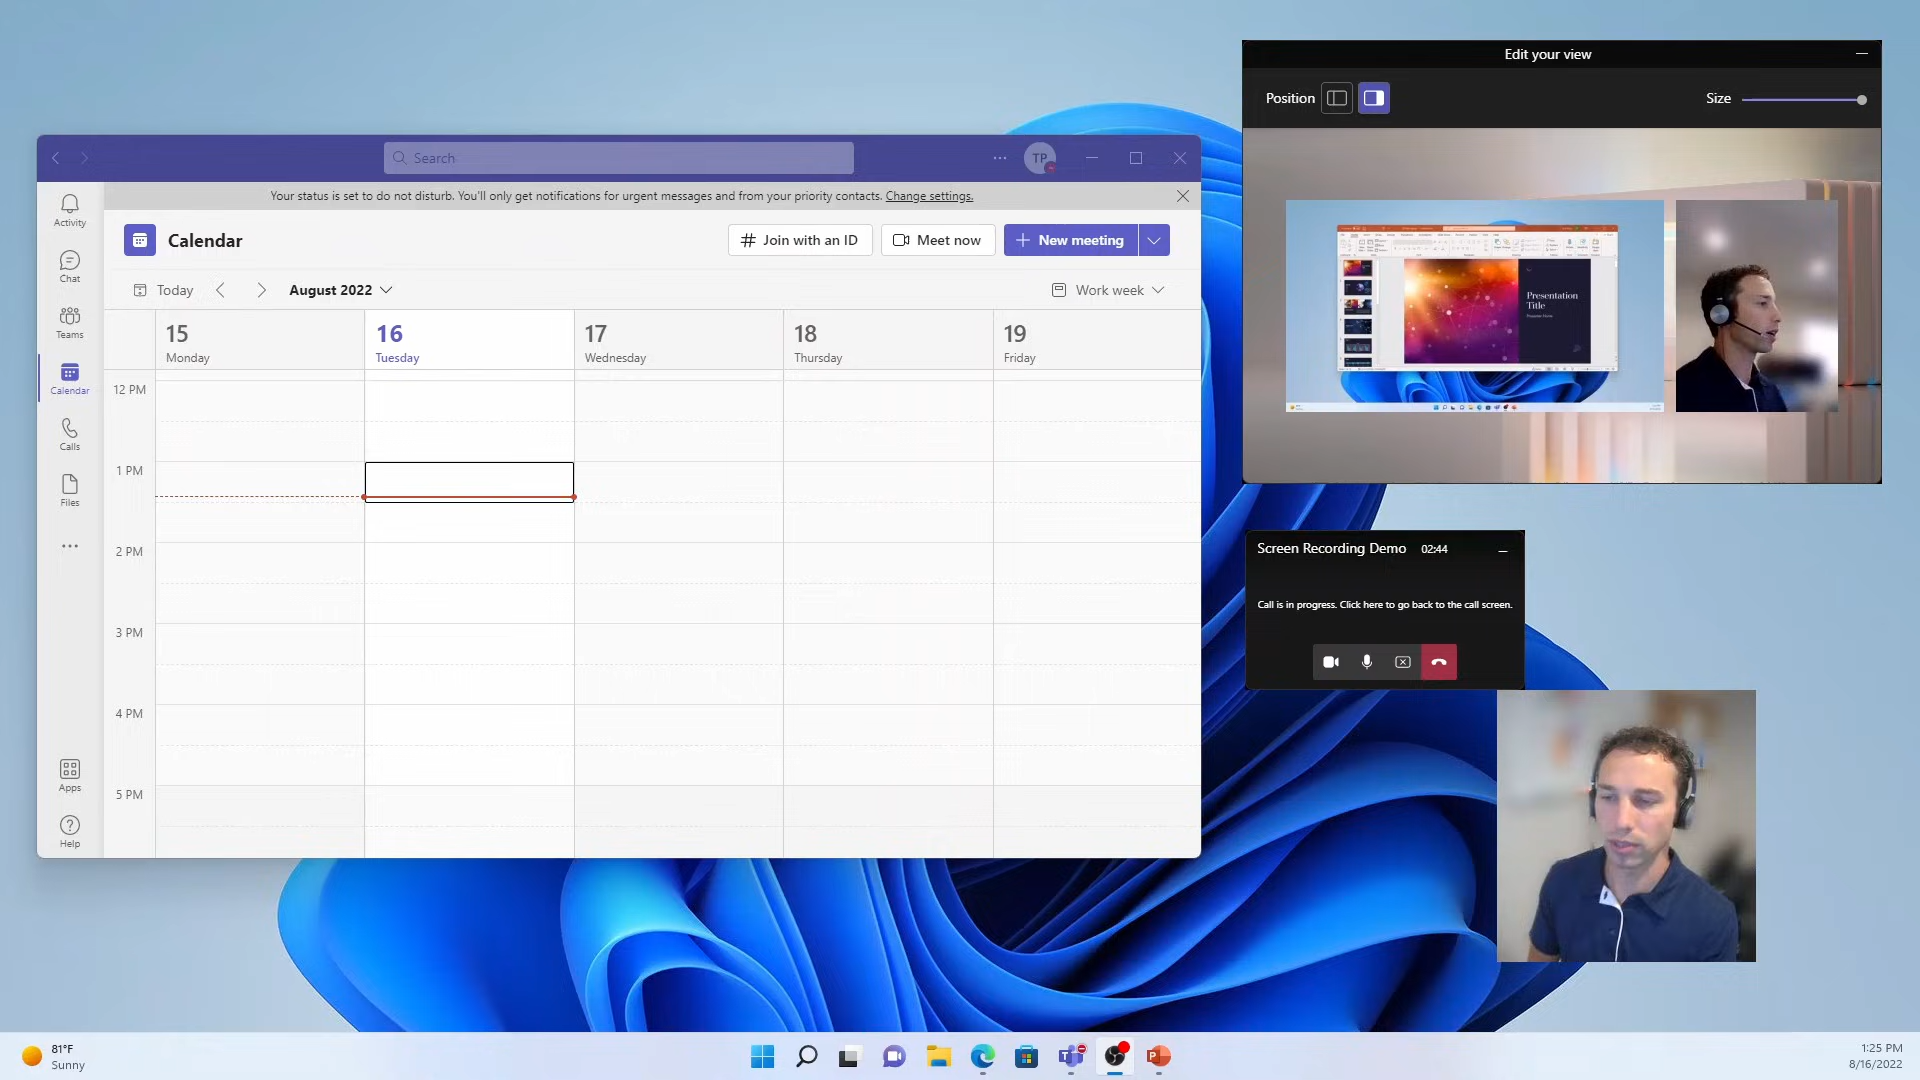 Search
TP
Your status is set to do not disturb. You'll only get notifications for urgent messages and from your priority contacts. Change settings.
Activity
Chat
Teams
Calendar
Calls
Files
Apps
Help
Calendar
Join with an ID
Meet now
New meeting
Today
August 2022
Work week
15
Monday
16
Tuesday
17
Wednesday
18
Thursday
19
Friday
12 PM
1 PM
2 PM
3 PM
4 PM
5 PM
Edit your view
Position
Size
Presentation
Title
Screen Recording Demo 02:44
Call is in progress. Click here to go back to the call screen.
81°F
Sunny
1:25 PM
8/16/2022